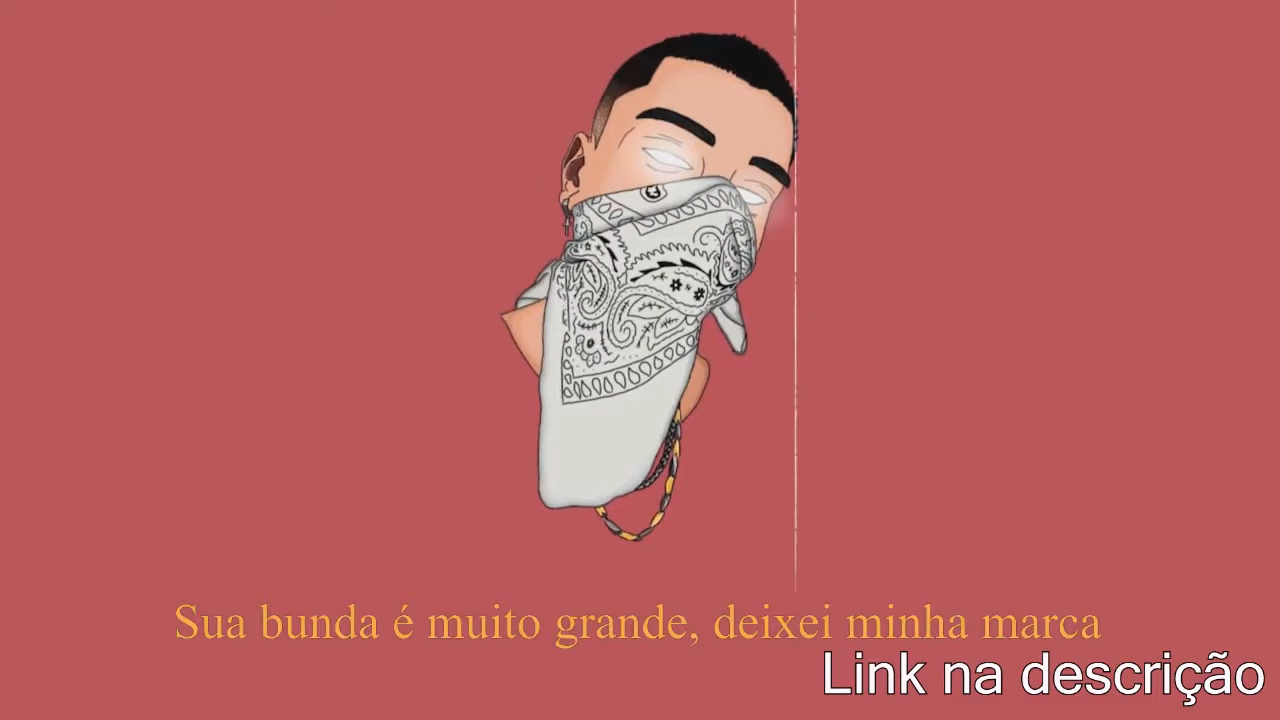 Sua bunda é muito grande, deixei minha marca
Link na descrição